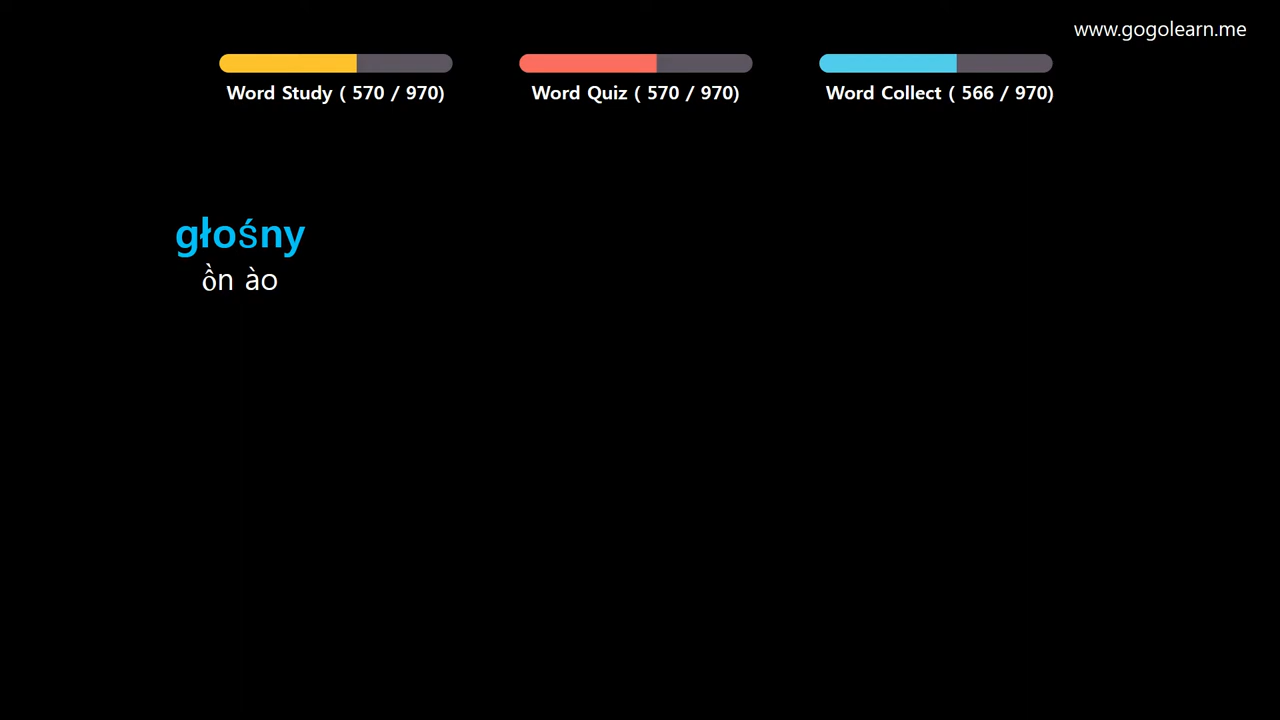 www.gogolearn.me
Word Study ( 570 / 970)
Word Quiz ( 570 / 970)
Word Collect ( 566 / 970)
głośny
ồn ào